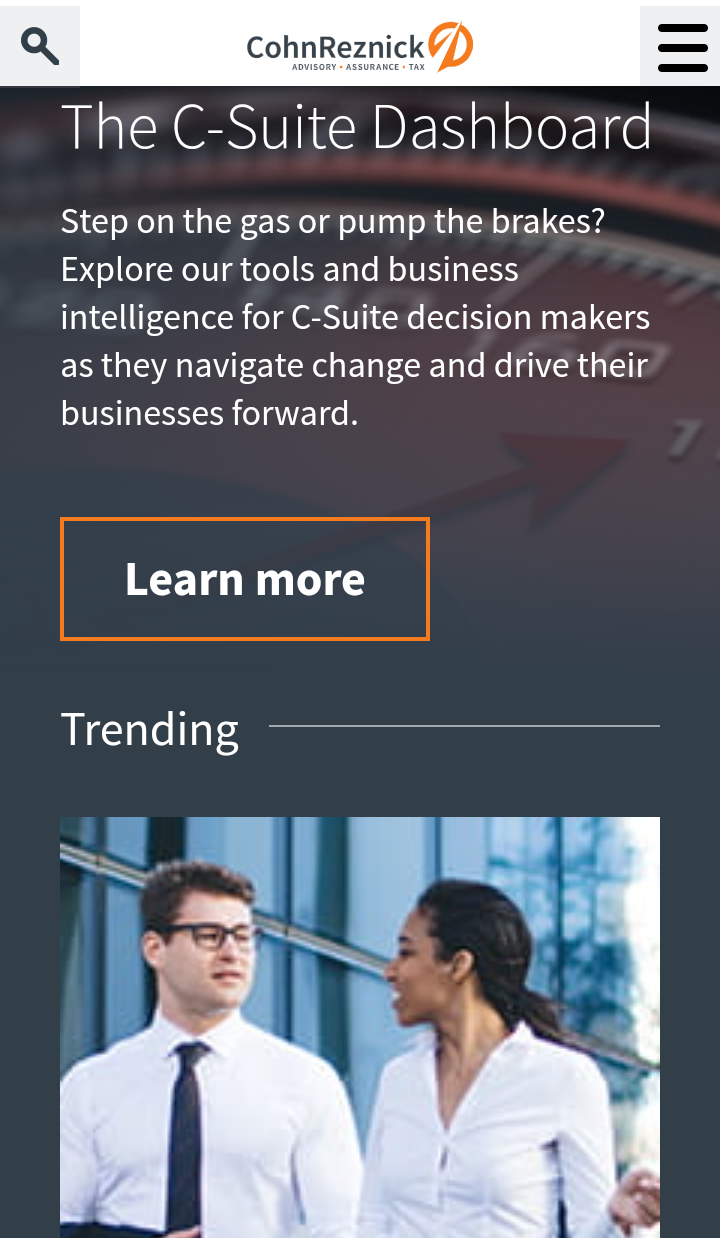 CohnReznick
ADVISORY • ASSURANCE • TAX
The C-Suite Dashboard
Step on the gas or pump the brakes?
Explore our tools and business
intelligence for C-Suite decision makers
as they navigate change and drive their
businesses forward.
160
Learn more
Trending